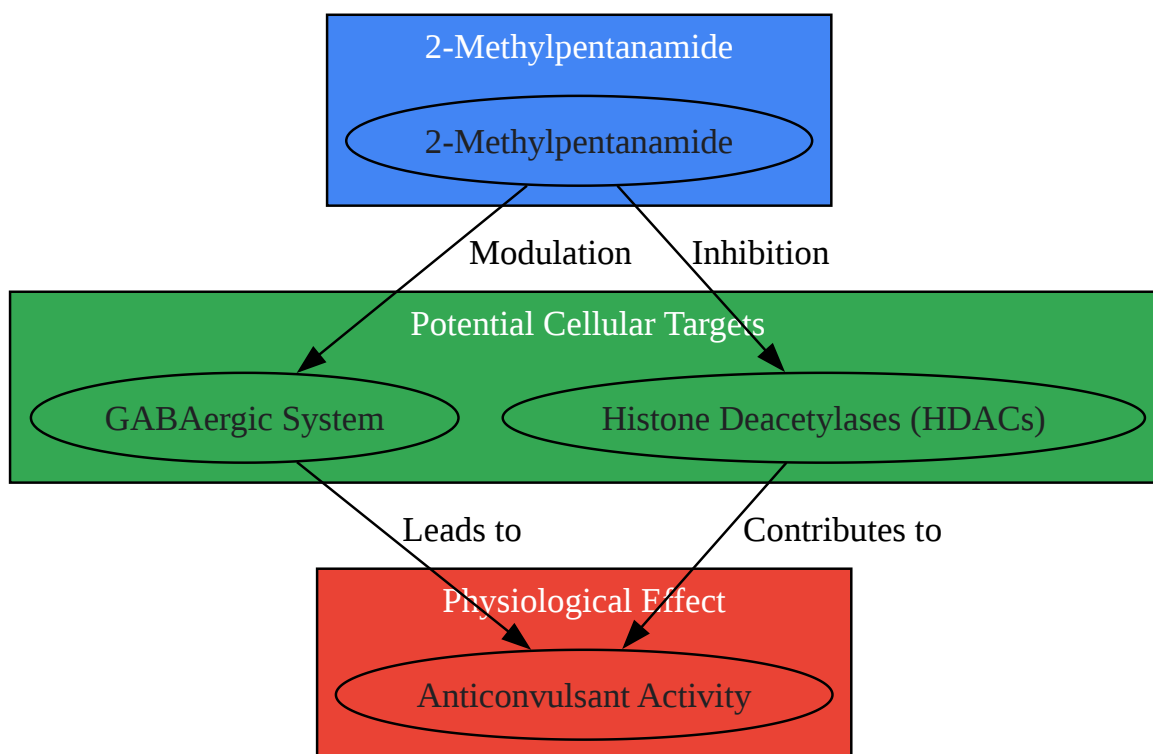 2-Methylpentanamide
2-Methylpentanamide
Modulation
Inhibition
Potential Cellular Targets
GABAergic System
Histone Deacetylases (HDACs)
Leads to
Contributes to
Physiological Effect
Anticonvulsant Activity